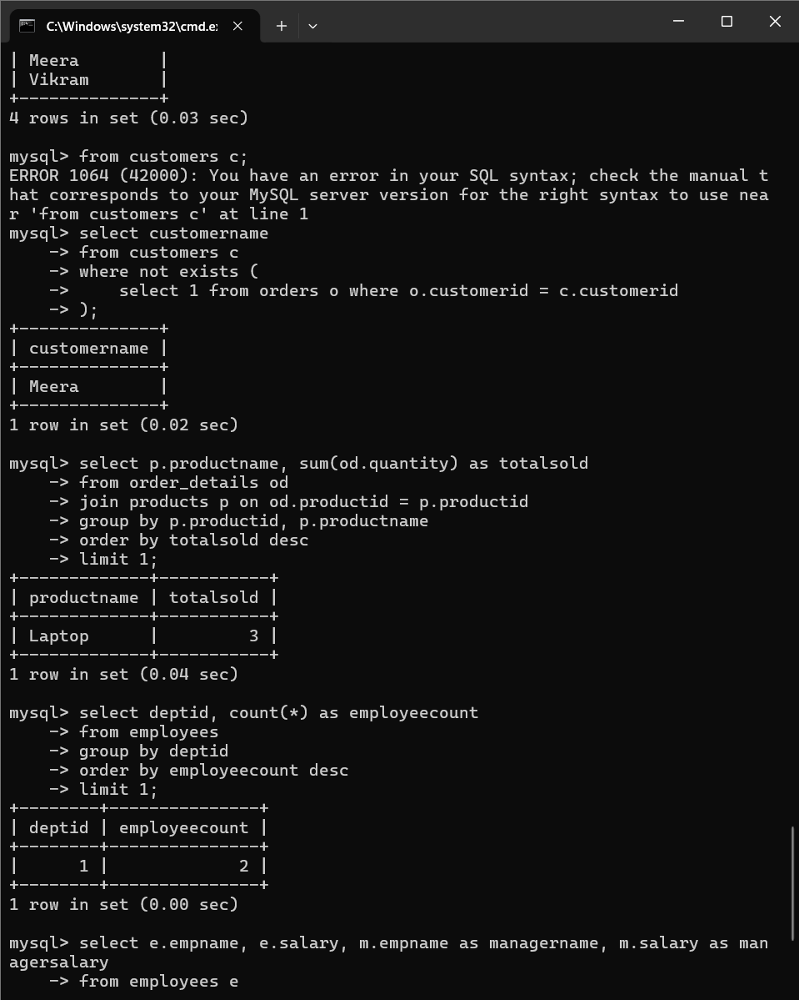 C:\Windows\system32\cmd.e:
| Meera        |
| Vikram       |
+--------------+
4 rows in set (0.03 sec)
mysql> from customers c;
ERROR 1064 (42000): You have an error in your SQL syntax; check the manual t
hat corresponds to your MySQL server version for the right syntax to use nea
r 'from customers c' at line 1
mysql> select customername
    -> from customers c
    -> where not exists (
    ->     select 1 from orders o where o.customerid = c.customerid
    -> );
+--------------+
| customername |
+--------------+
| Meera        |
+--------------+
1 row in set (0.02 sec)
mysql> select p.productname, sum(od.quantity) as totalsold
    -> from order_details od
    -> join products p on od.productid = p.productid
    -> group by p.productid, p.productname
    -> order by totalsold desc
    -> limit 1;
+-------------+-----------+
| productname | totalsold |
+-------------+-----------+
| Laptop      |         3 |
+-------------+-----------+
1 row in set (0.04 sec)
mysql> select deptid, count(*) as employeecount
    -> from employees
    -> group by deptid
    -> order by employeecount desc
    -> limit 1;
+--------+---------------+
| deptid | employeecount |
+--------+---------------+
|      1 |             2 |
+--------+---------------+
1 row in set (0.00 sec)
mysql> select e.empname, e.salary, m.empname as managername, m.salary as man
agersalary
    -> from employees e